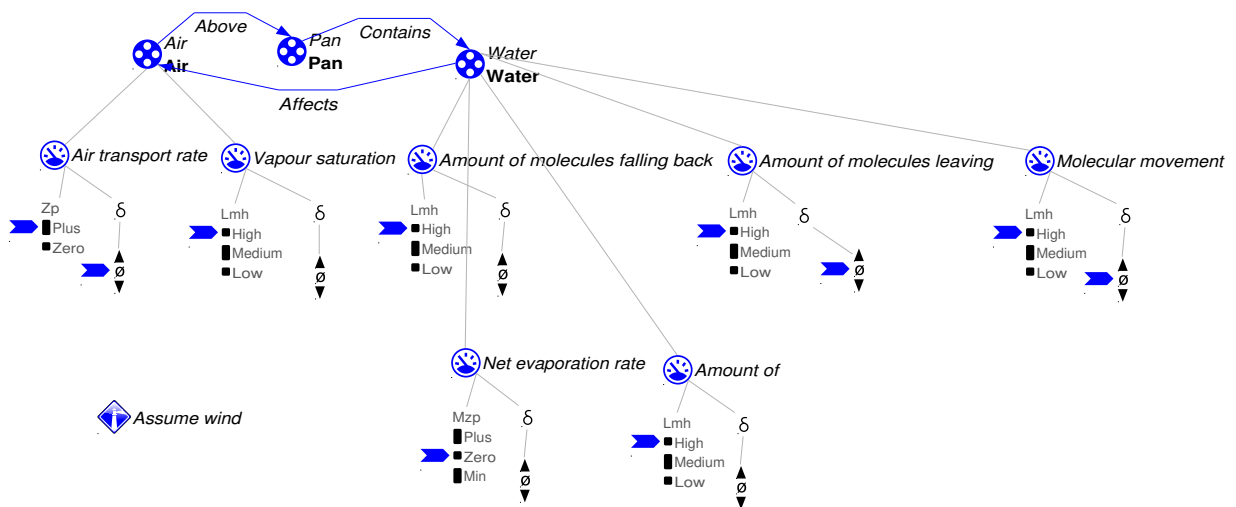 Above
Contains
Air
Air
Pan
Pan
Water
Water
Affects
Air transport rate
Vapour saturation
Amount of molecules falling back
Amount of molecules leaving
Molecular movement
Zp
Plus
Zero
δ
ø
Lmh
High
Medium
Low
δ
ø
Lmh
High
Medium
Low
δ
ø
Lmh
High
Medium
Low
δ
ø
Lmh
High
Medium
Low
δ
ø
Net evaporation rate
Amount of
Mzp
Plus
Zero
Min
δ
ø
Lmh
High
Medium
Low
δ
ø
Assume wind